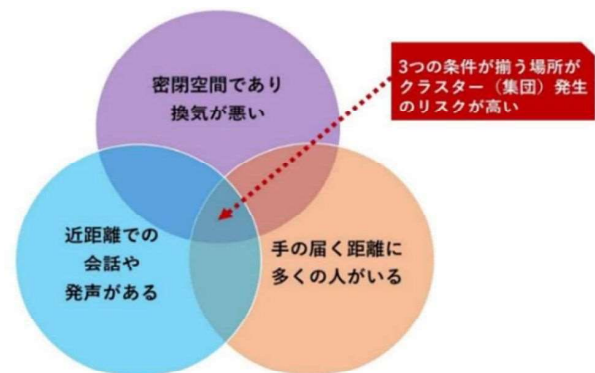 密閉空間であり
換気が悪い
3つの条件が揃う場所が
クラスター（集団）発生
のリスクが高い
近距離での
会話や
発声がある
手の届く距離に
多くの人がいる